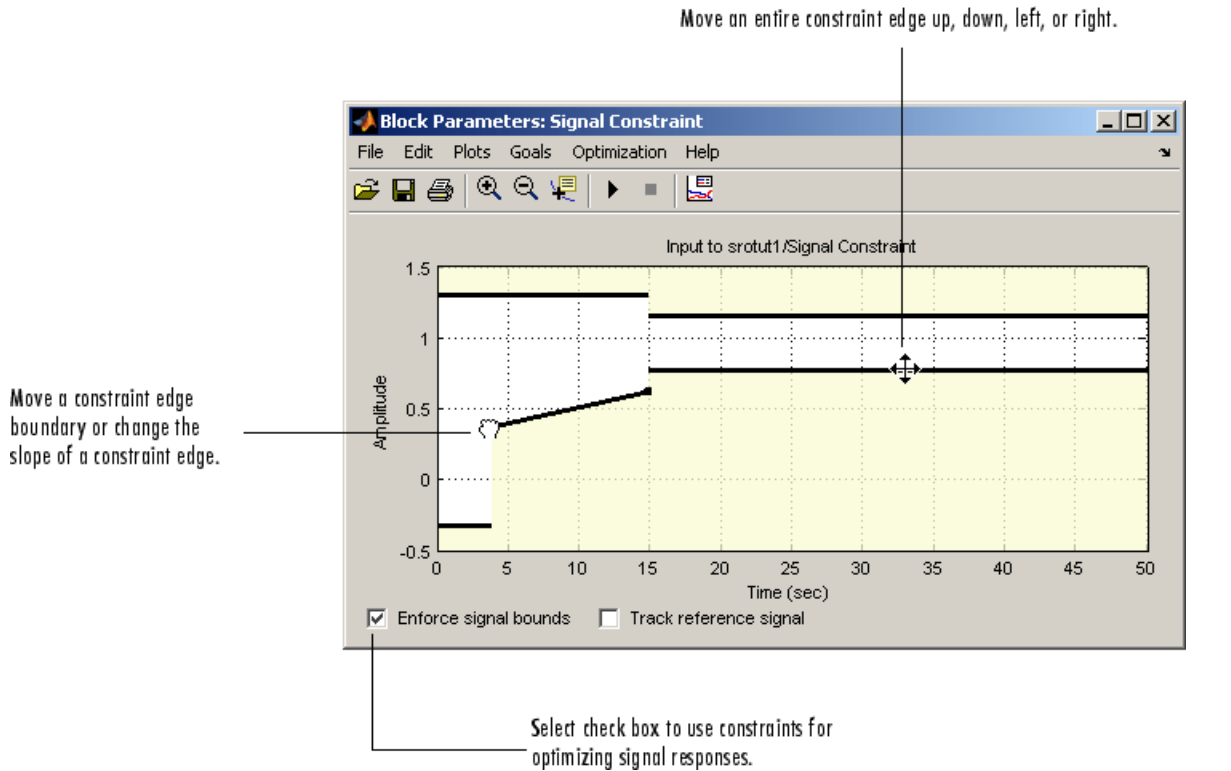 Move an entire constraint edge up, down, left, or right.
Block Parameters: Signal Constraint
File Edit Plots Goals Optimization Help
Input to srotut1/Signal Constraint
1.5
1
0.5
0
-0.5
Amplitude
0 5 10 15 20 25 30 35 40 45 50
Time (sec)
Move a constraint edge
boundary or change the
slope of a constraint edge.
Enforce signal bounds Track reference signal
Select check box to use constraints for
optimizing signal responses.